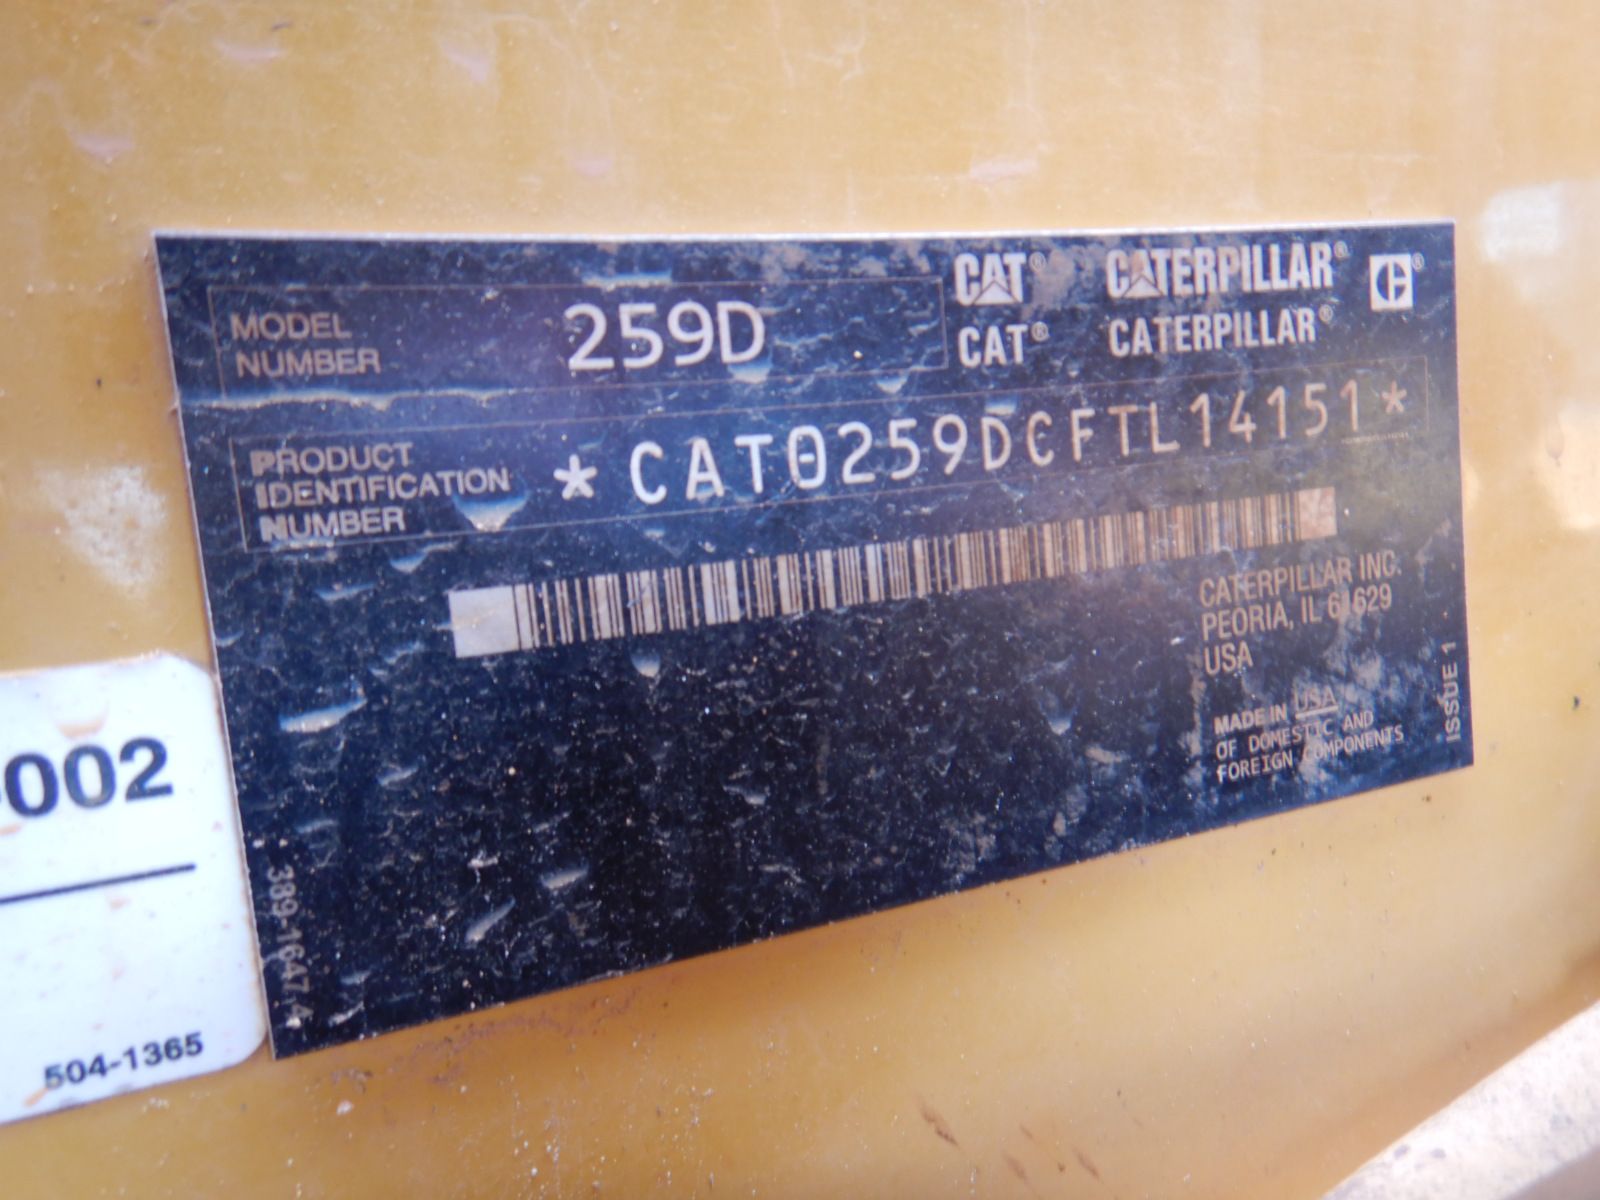 MODEL
NUMBER
259D
CAT® CATERPILLAR® C®
CAT® CATERPILLAR®
PRODUCT
IDENTIFICATION
NUMBER
*CAT0259DCFTL14151*
CATERPILLAR INC.
PEORIA, IL 61629
USA
MADE IN USA
OF DOMESTIC AND
FOREIGN COMPONENTS
ISSUE 1
389-1647 4
-002
504-1365